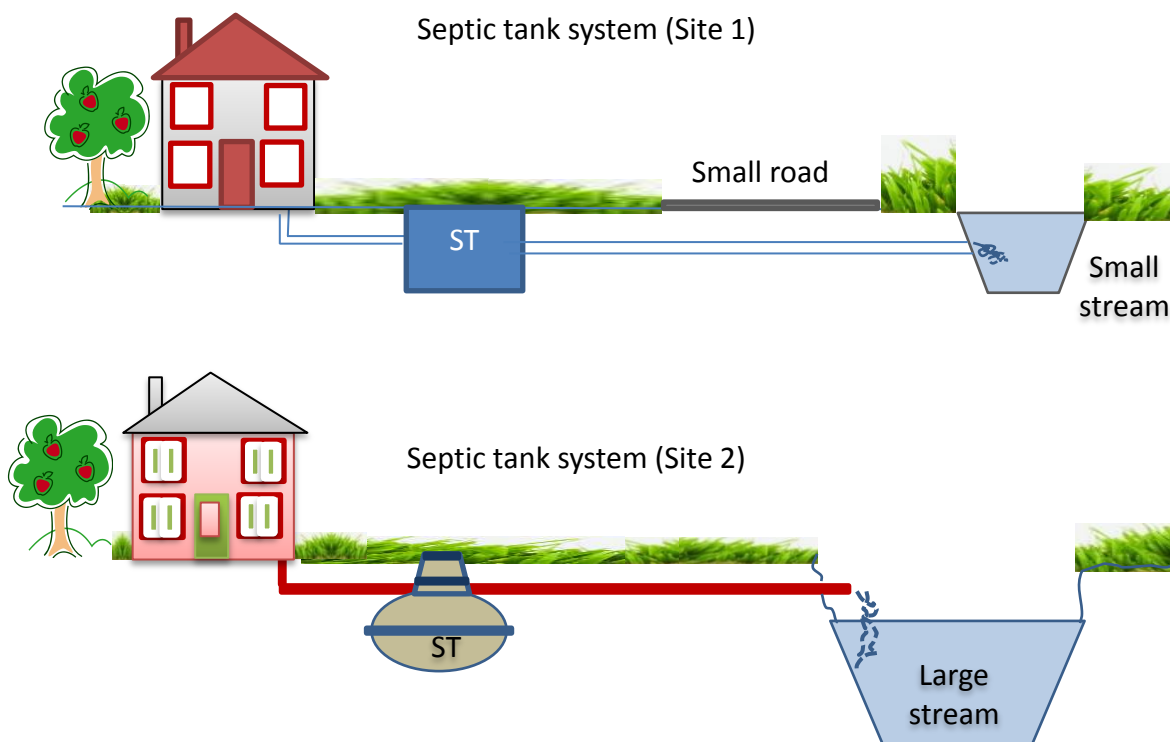 Septic tank system (Site 1)
Small road
ST
Small
stream
Septic tank system (Site 2)
ST
Large
stream